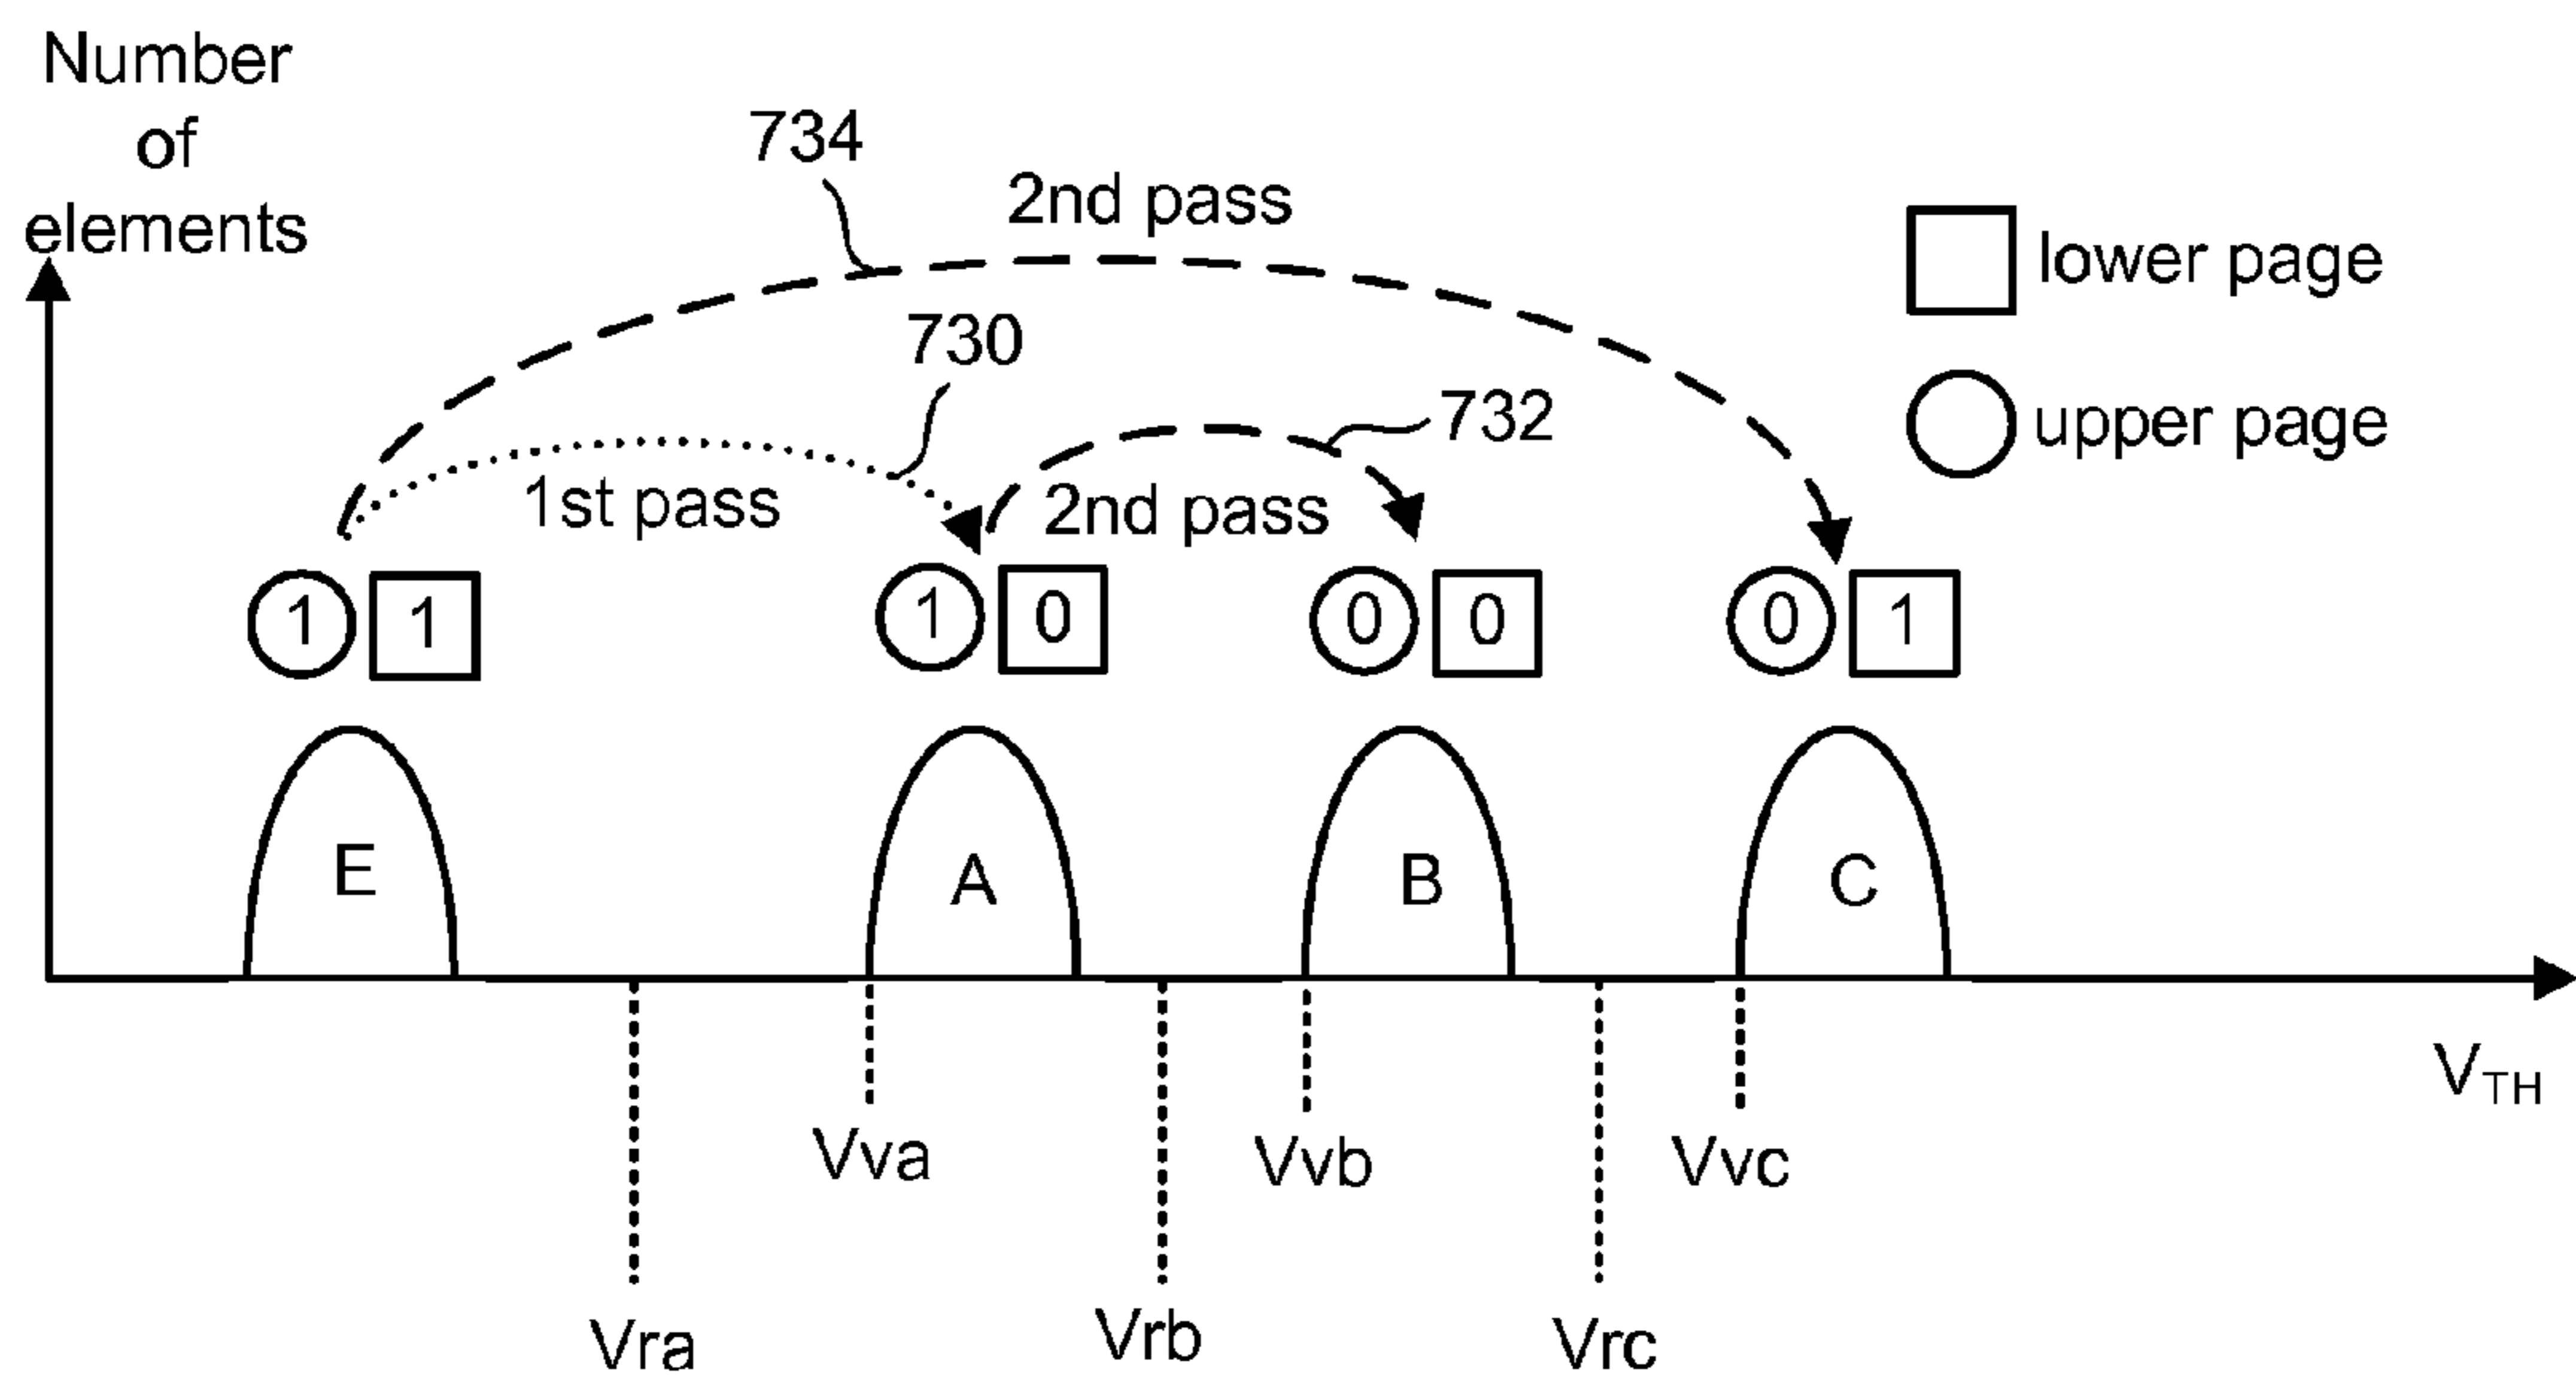 Number
of
elements
734
2nd pass
lower page
730
732
upper page
1st pass
2nd pass
1 1
1 0
0 0
0 1
E
A
B
C
VTH
Vva
Vvb
Vvc
Vra
Vrb
Vrc